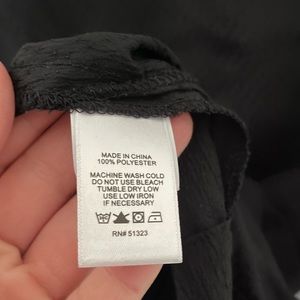 MADE IN CHINA
100% POLYESTER
MACHINE WASH COLD
DO NOT USE BLEACH
TUMBLE DRY LOW
USE LOW IRON
IF NECESSARY
RN# 51323